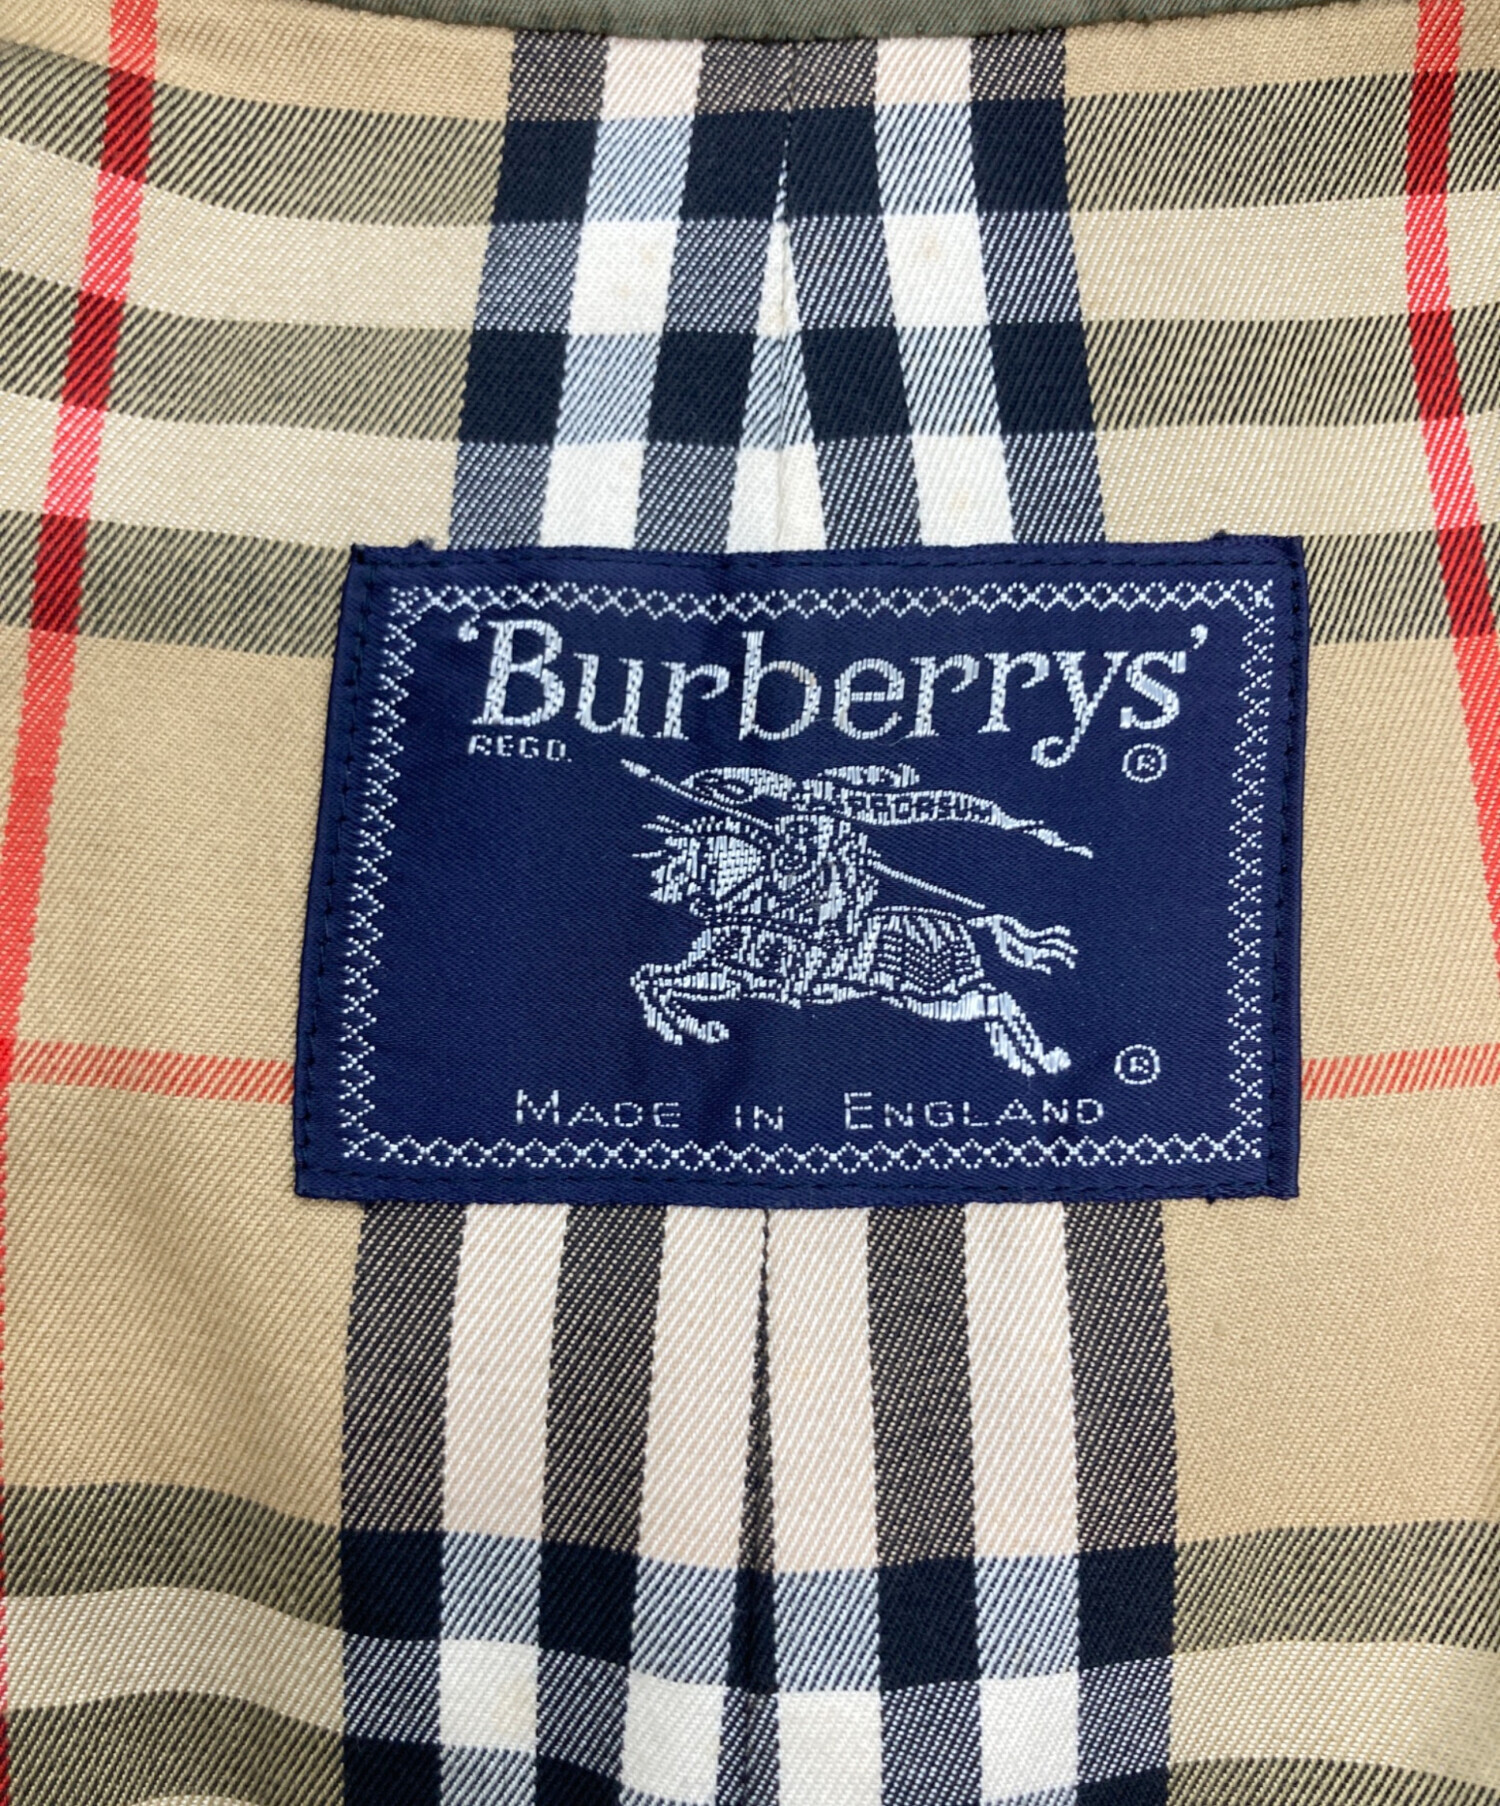 'Burberrys'
REGD. ®
PRORSUM
®
MADE IN ENGLAND